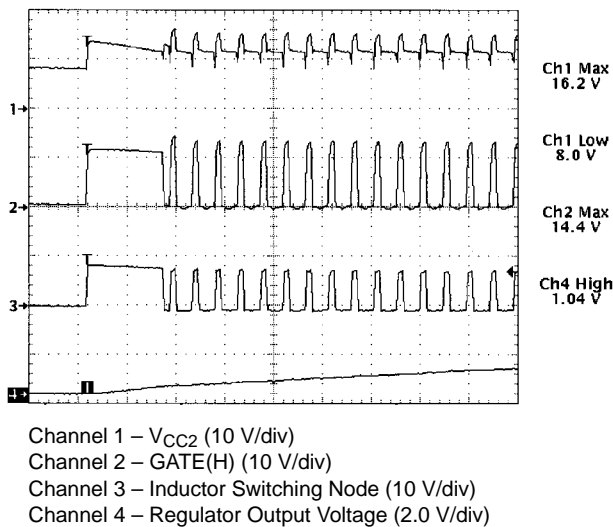 Ch1 Max
16.2 V
1
Ch1 Low
8.0 V
2
Ch2 Max
14.4 V
Ch4 High
1.04 V
3
Channel 1 – VCC2 (10 V/div)
Channel 2 – GATE(H) (10 V/div)
Channel 3 – Inductor Switching Node (10 V/div)
Channel 4 – Regulator Output Voltage (2.0 V/div)